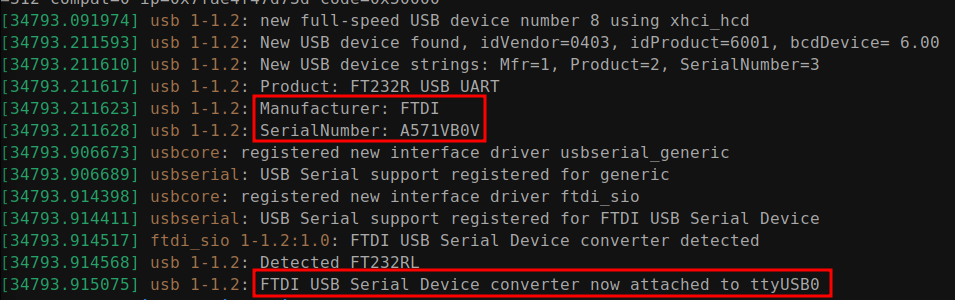 [34793.091974] usb 1-1.2: new full-speed USB device number 8 using xhci_hcd
[34793.211593] usb 1-1.2: New USB device found, idVendor=0403, idProduct=6001, bcdDevice= 6.00
[34793.211610] usb 1-1.2: New USB device strings: Mfr=1, Product=2, SerialNumber=3
[34793.211617] usb 1-1.2: Product: FT232R USB UART
[34793.211623] usb 1-1.2: Manufacturer: FTDI
[34793.211628] usb 1-1.2: SerialNumber: A571VB0V
[34793.906673] usbcore: registered new interface driver usbserial_generic
[34793.906689] usbserial: USB Serial support registered for generic
[34793.914398] usbcore: registered new interface driver ftdi_sio
[34793.914411] usbserial: USB Serial support registered for FTDI USB Serial Device
[34793.914517] ftdi_sio 1-1.2:1.0: FTDI USB Serial Device converter detected
[34793.914568] usb 1-1.2: Detected FT232RL
[34793.915075] usb 1-1.2: FTDI USB Serial Device converter now attached to ttyUSB0